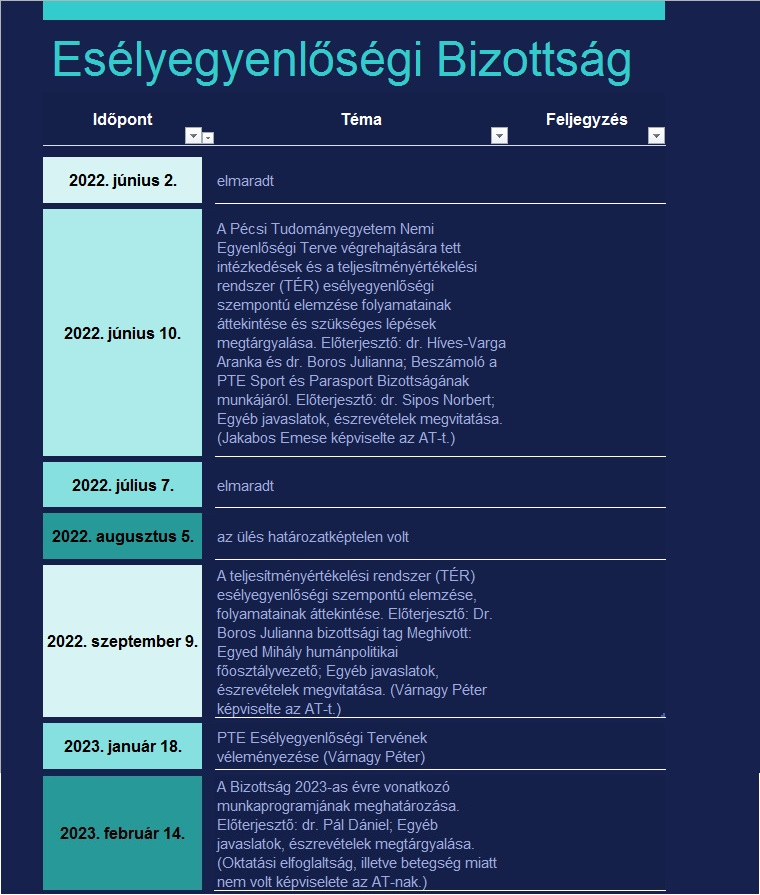 Esélyegyenlőségi Bizottság
Időpont Téma Feljegyzés
2022. június 2. elmaradt
2022. június 10.
A Pécsi Tudományegyetem Nemi
Egyenlőségi Terve végrehajtására tett
intézkedések és a teljesítményértékelési
rendszer (TÉR) esélyegyenlőségi
szempontú elemzése folyamatainak
áttekintése és szükséges lépések
megtárgyalása. Előterjesztő: dr. Híves-Varga
Aranka és dr. Boros Julianna; Beszámoló a
PTE Sport és Parasport Bizottságának
munkájáról. Előterjesztő: dr. Sipos Norbert;
Egyéb javaslatok, észrevételek megvitatása.
(Jakabos Emese képviselte az AT-t.)
2022. július 7. elmaradt
2022. augusztus 5. az ülés határozatképtelen volt
2022. szeptember 9.
A teljesítményértékelési rendszer (TÉR)
esélyegyenlőségi szempontú elemzése,
folyamatainak áttekintése. Előterjesztő: Dr.
Boros Julianna bizottsági tag Meghívott:
Egyed Mihály humánpolitikai
főosztályvezető; Egyéb javaslatok,
észrevételek megvitatása. (Várnagy Péter
képviselte az AT-t.)
2023. január 18.
PTE Esélyegyenlőségi Tervének
véleményezése (Várnagy Péter)
2023. február 14.
A Bizottság 2023-as évre vonatkozó
munkaprogramjának meghatározása.
Előterjesztő: dr. Pál Dániel; Egyéb
javaslatok, észrevételek megtárgyalása.
(Oktatási elfoglaltság, illetve betegség miatt
nem volt képviselete az AT-nak.)